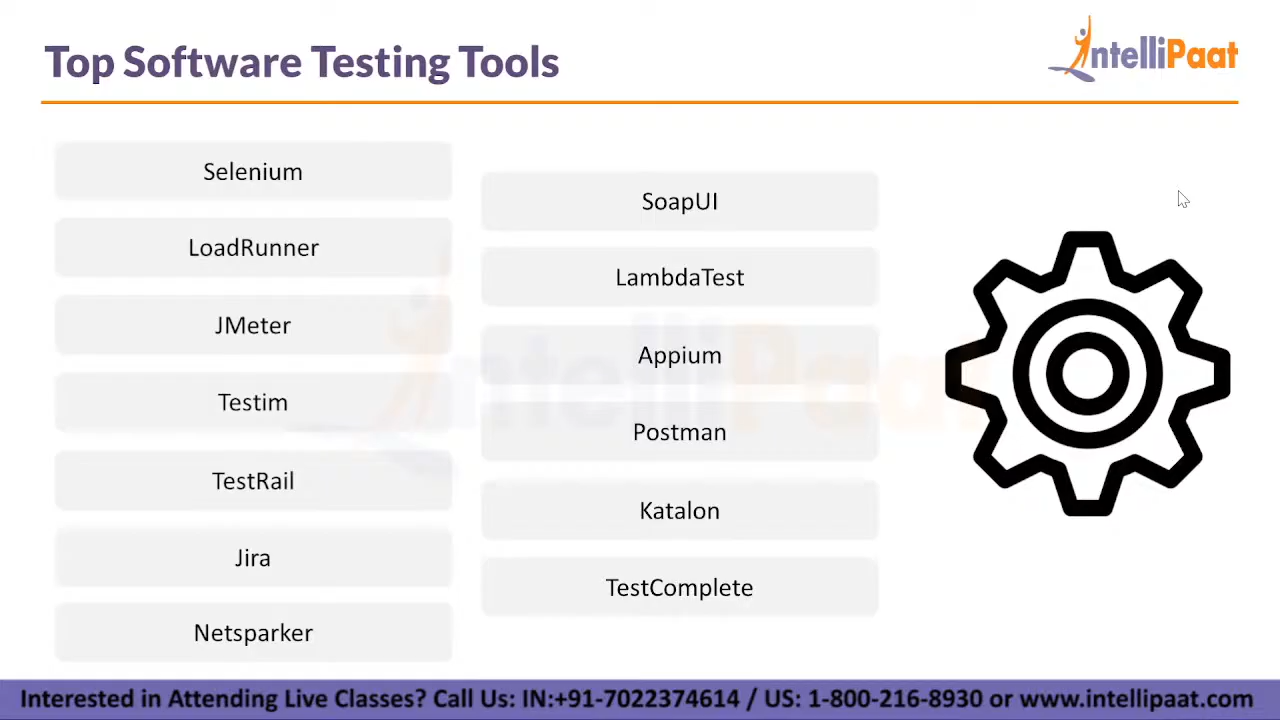 Top Software Testing Tools
IntelliPaat
Selenium
LoadRunner
JMeter
Testim
TestRail
Jira
Netsparker
SoapUI
LambdaTest
Appium
Postman
Katalon
TestComplete
IntelliPaat
Interested in Attending Live Classes? Call Us: IN:+91-7022374614 / US: 1-800-216-8930 or www.intellipaat.com